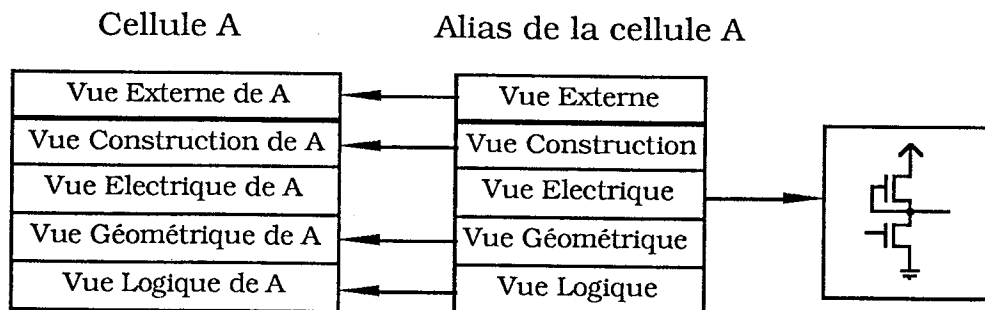 Cellule A
Alias de la cellule A
Vue Externe de A
Vue Construction de A
Vue Electrique de A
Vue Géométrique de A
Vue Logique de A
Vue Externe
Vue Construction
Vue Electrique
Vue Géométrique
Vue Logique